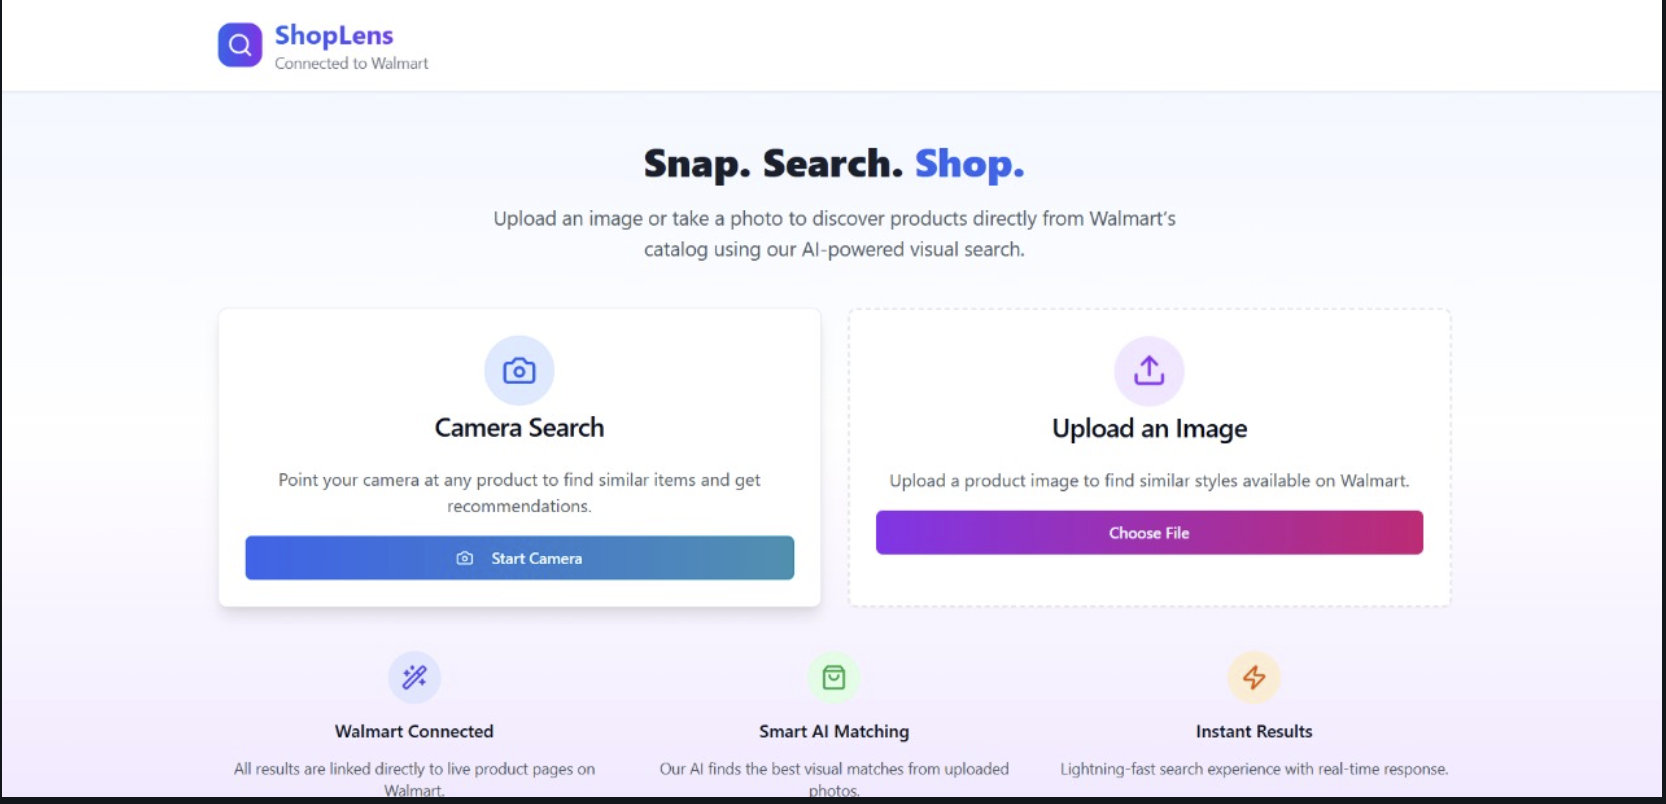 ShopLens
Connected to Walmart
Snap. Search. Shop.
Upload an image or take a photo to discover products directly from Walmart's
catalog using our AI-powered visual search.
Camera Search
Point your camera at any product to find similar items and get
recommendations.
Start Camera
Upload an Image
Upload a product image to find similar styles available on Walmart.
Choose File
Walmart Connected
All results are linked directly to live product pages on
Walmart.
Smart AI Matching
Our AI finds the best visual matches from uploaded
photos.
Instant Results
Lightning-fast search experience with real-time response.